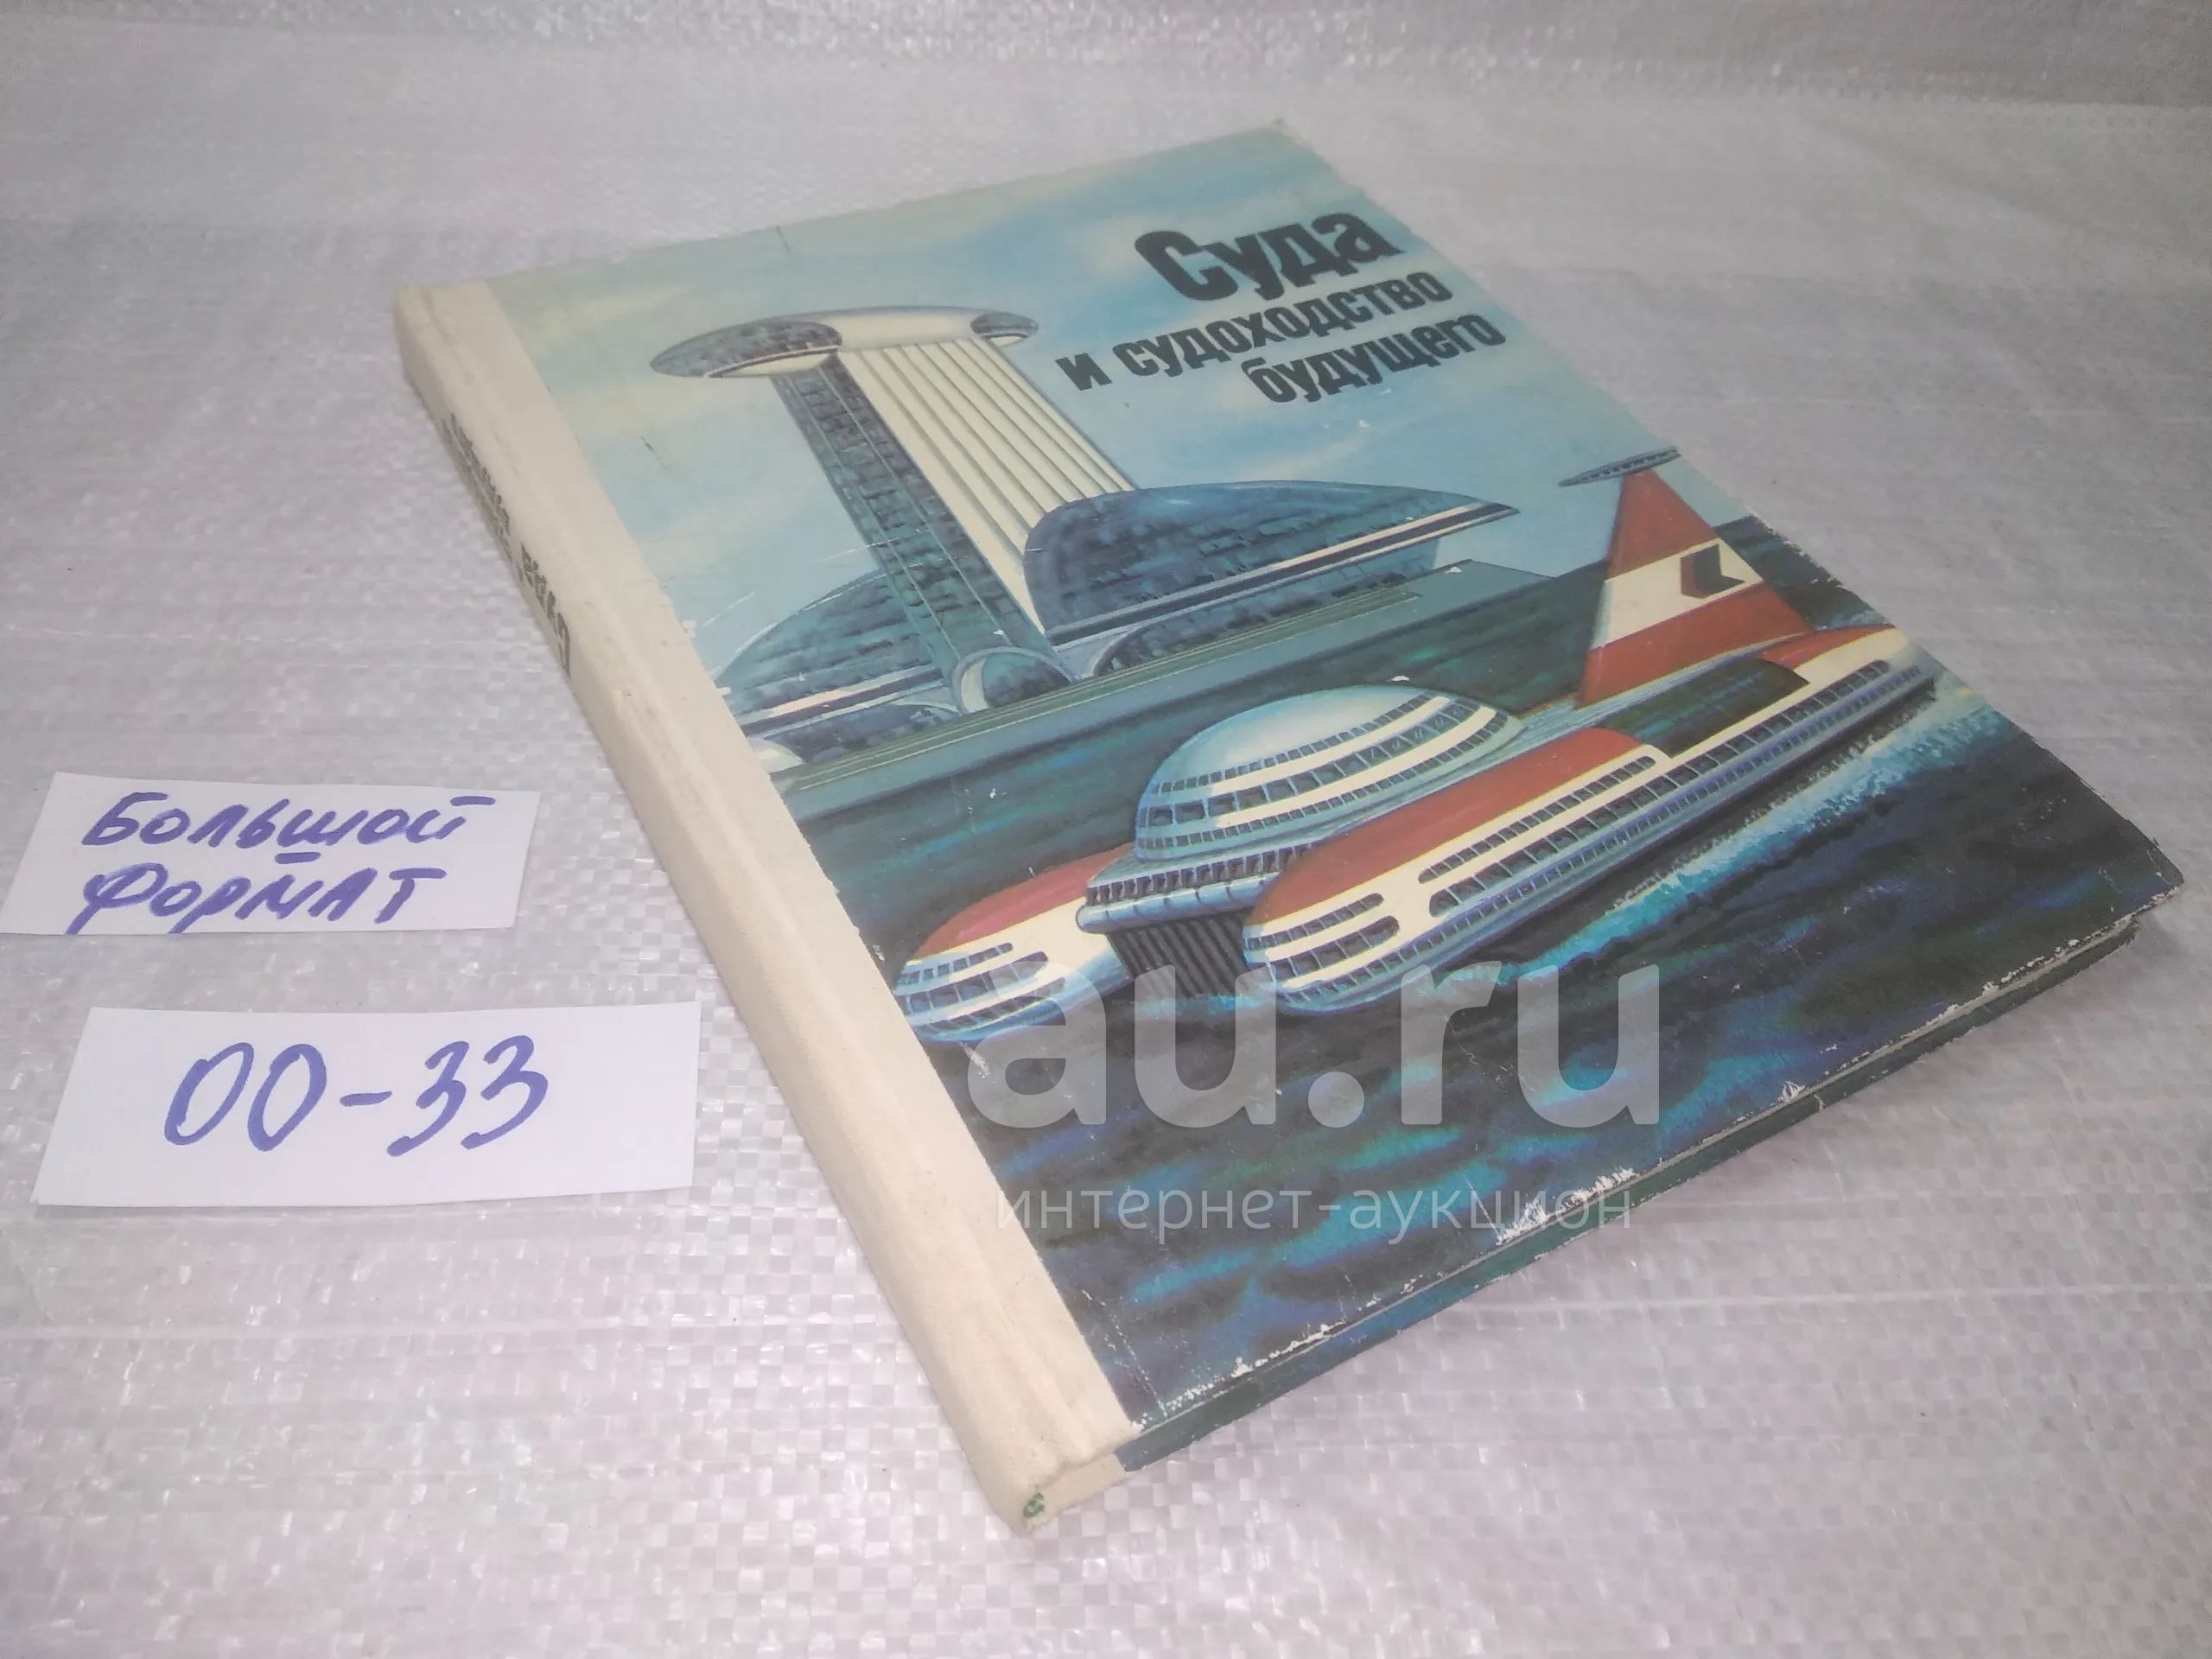 Суда
и судоходство
будущего
Большой
формат
00-33
au.ru
интернет-аукцион